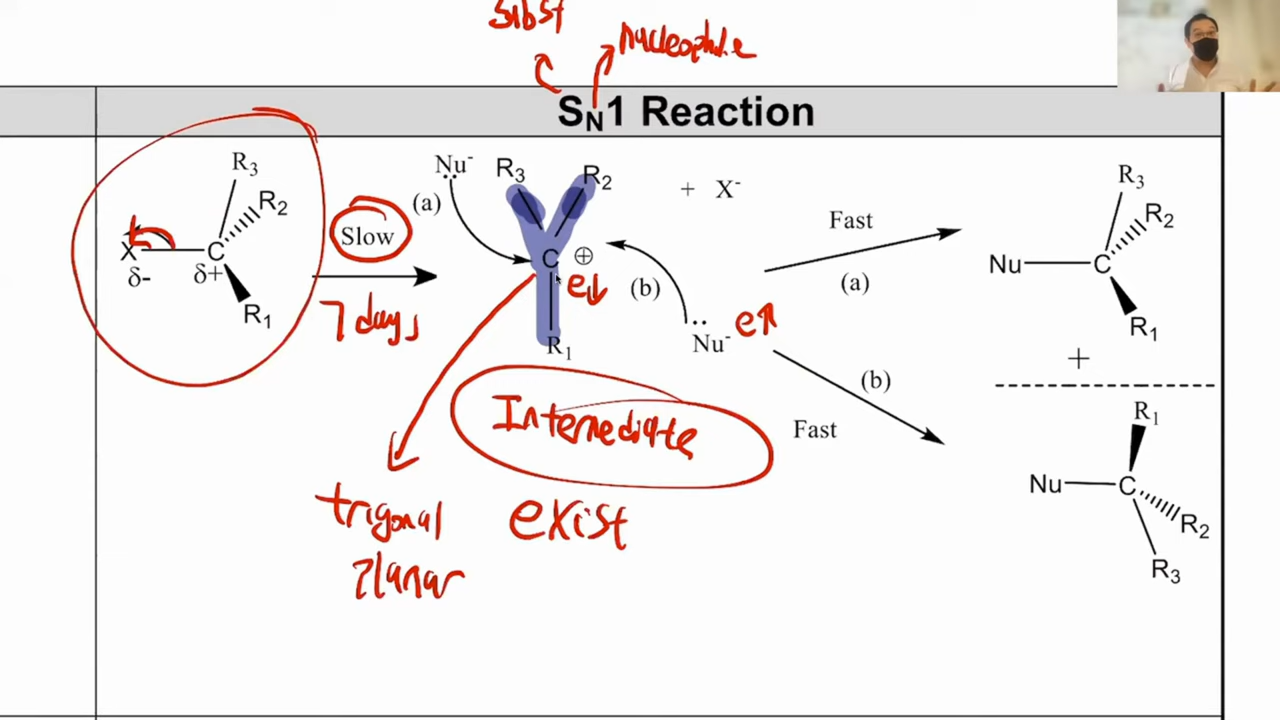 Subst
nucleophile
SN1 Reaction
R3
R2
X
C
δ-
δ+
R1
Slow
7 days
Nu-
(a)
R3
R2
C
⊕
e↓
R1
+ X-
(b)
Nu-
e↑
Intermediate
exist
trigonal
planar
Fast
(a)
(b)
Fast
R3
R2
Nu
C
R1
+
R1
Nu
C
R2
R3